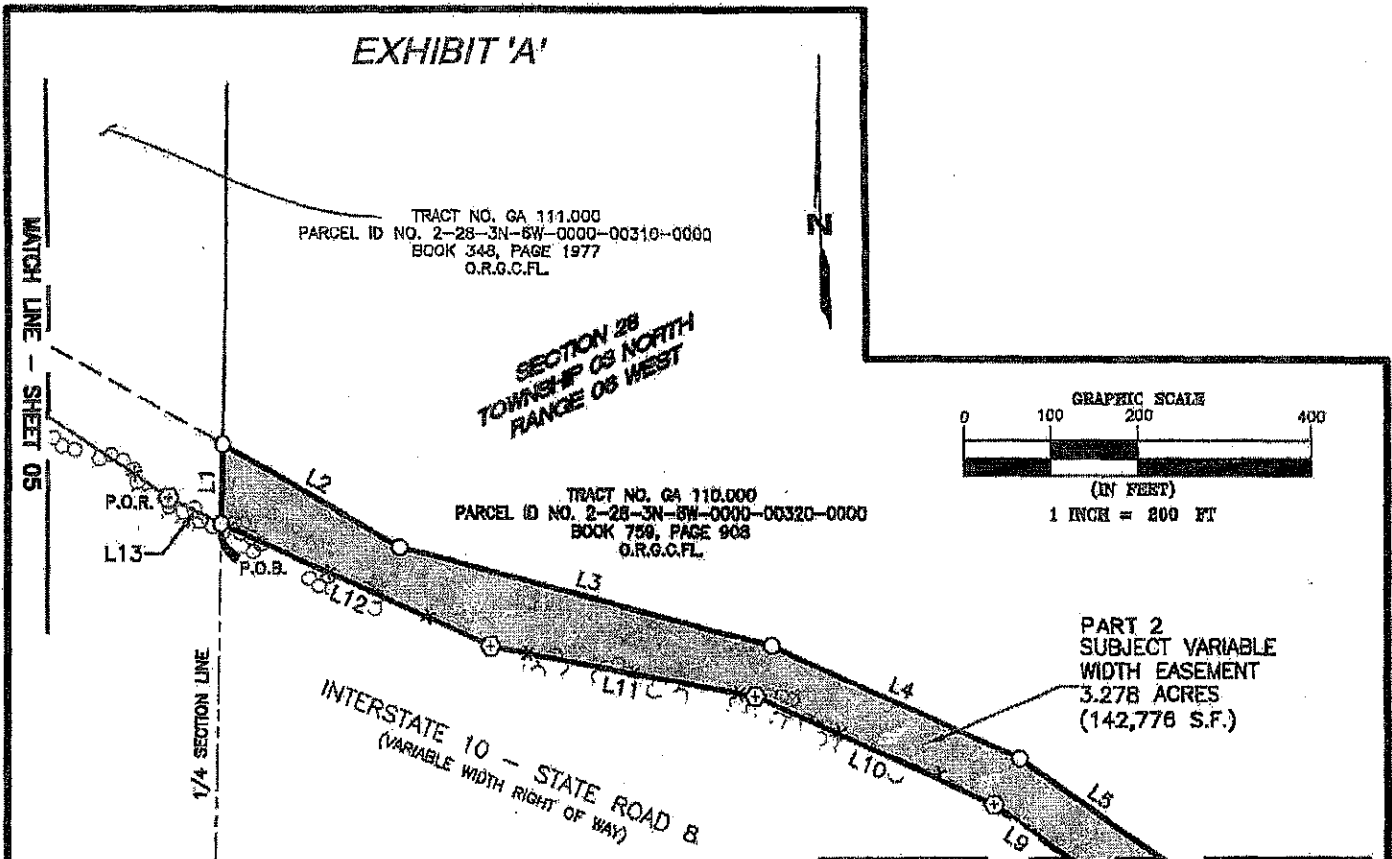 EXHIBIT 'A'
MATCH LINE - SHEET 05
TRACT NO. GA 111.000
PARCEL ID NO. 2-28-3N-6W-0000-00310-0000
BOOK 348, PAGE 1977
O.R.G.C.FL.
N
SECTION 28
TOWNSHIP 03 NORTH
RANGE 06 WEST
GRAPHIC SCALE
0 100 200 400
(IN FEET)
1 INCH = 200 FT
L1
L2
P.O.R.
L13
P.O.B.
TRACT NO. GA 110.000
PARCEL ID NO. 2-28-3N-6W-0000-00320-0000
BOOK 759, PAGE 908
O.R.G.C.FL.
L3
L12
L11
L4
L10
L5
L9
PART 2
SUBJECT VARIABLE
WIDTH EASEMENT
3.278 ACRES
(142,776 S.F.)
1/4 SECTION LINE
INTERSTATE 10 - STATE ROAD 8
(VARIABLE WIDTH RIGHT OF WAY)